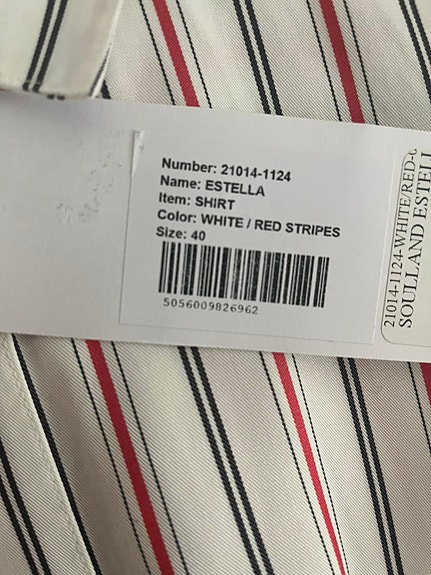 Number: 21014-1124
Name: ESTELLA
Item: SHIRT
Color: WHITE / RED STRIPES
Size: 40
5056009826962
21014-1124-WHITE/RED-
SOULLAND ESTELL